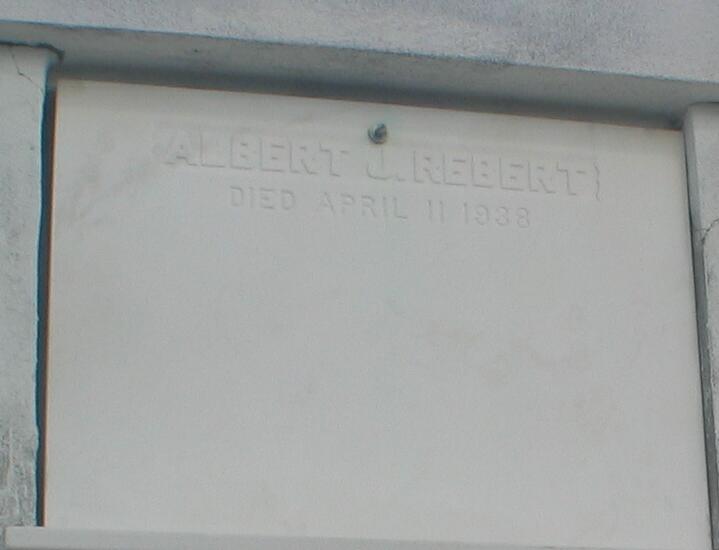 ALBERT J. REBERT
DIED APRIL 11 1938